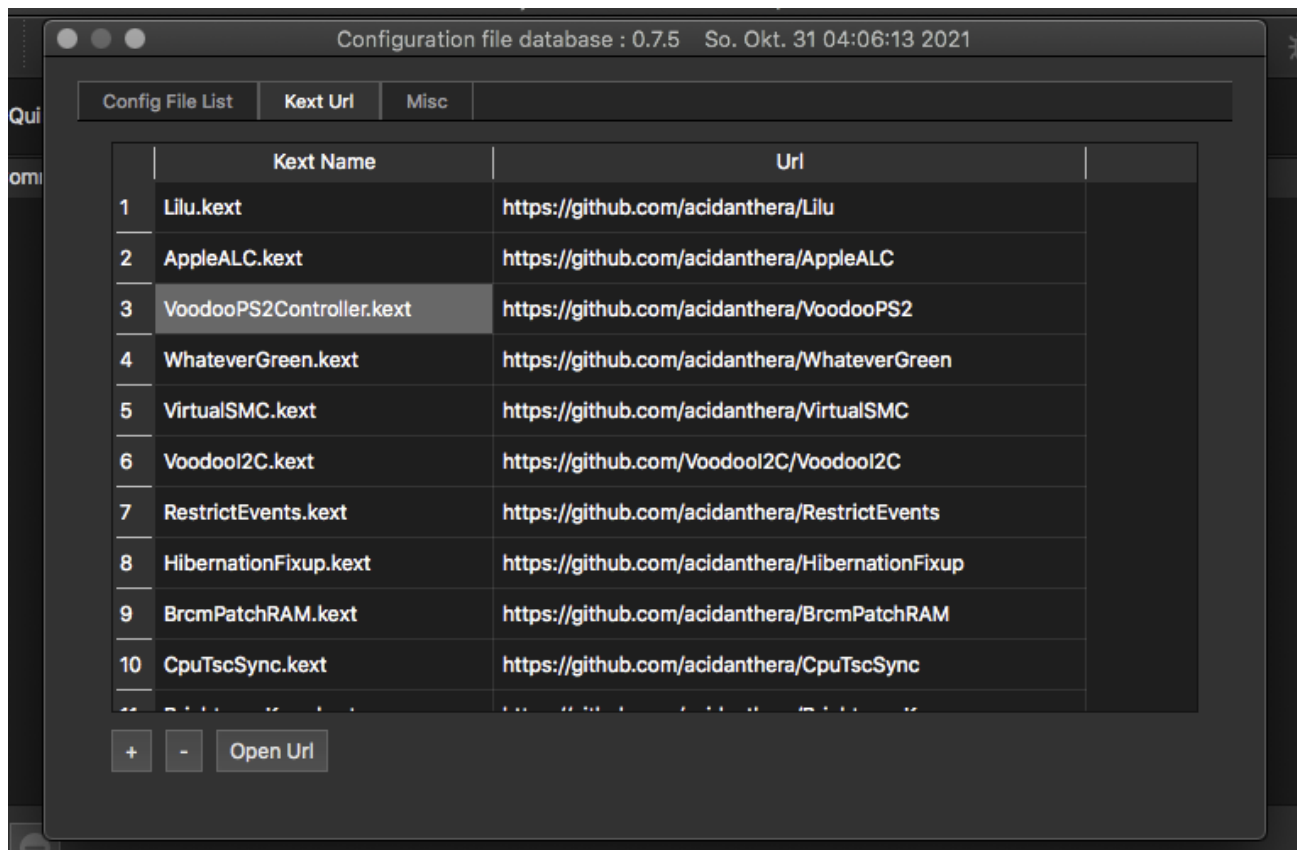 Configuration file database : 0.7.5 So. Okt. 31 04:06:13 2021
Config File List Kext Url Misc
Qui
Kext Name Url
om
1 Lilu.kext https://github.com/acidanthera/Lilu
2 AppleALC.kext https://github.com/acidanthera/AppleALC
3 VoodooPS2Controller.kext https://github.com/acidanthera/VoodooPS2
4 WhateverGreen.kext https://github.com/acidanthera/WhateverGreen
5 VirtualSMC.kext https://github.com/acidanthera/VirtualSMC
6 VoodooI2C.kext https://github.com/VoodooI2C/VoodooI2C
7 RestrictEvents.kext https://github.com/acidanthera/RestrictEvents
8 HibernationFixup.kext https://github.com/acidanthera/HibernationFixup
9 BrcmPatchRAM.kext https://github.com/acidanthera/BrcmPatchRAM
10 CpuTscSync.kext https://github.com/acidanthera/CpuTscSync
+ - Open Url